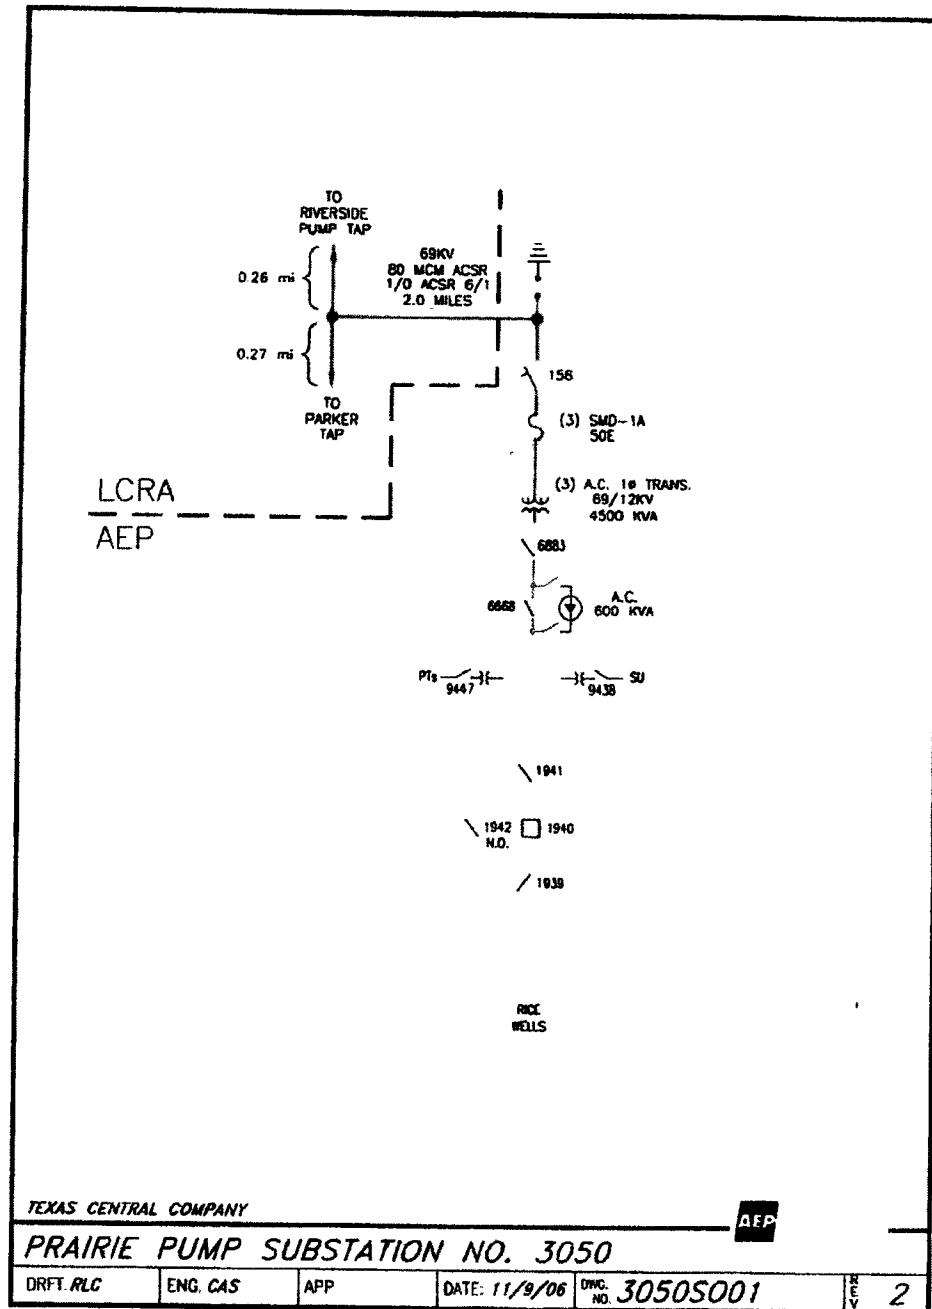 TO
RIVERSIDE
PUMP TAP
0.26 mi
69KV
80 MCM ACSR
1/0 ACSR 6/1
2.0 MILES
0.27 mi
TO
PARKER
TAP
156
(3) SMD-1A
50E
LCRA
AEP
(3) A.C. 1ø TRANS.
69/12KV
4500 KVA
6883
6668
A.C.
600 KVA
PTs
9447
9438
SU
1941
1942
N.O.
1940
1939
RICE
WELLS
TEXAS CENTRAL COMPANY
AEP
PRAIRIE PUMP SUBSTATION NO. 3050
DRFT. RLC
ENG. CAS
APP
DATE: 11/9/06
DWG. NO. 3050S001
REV. 2